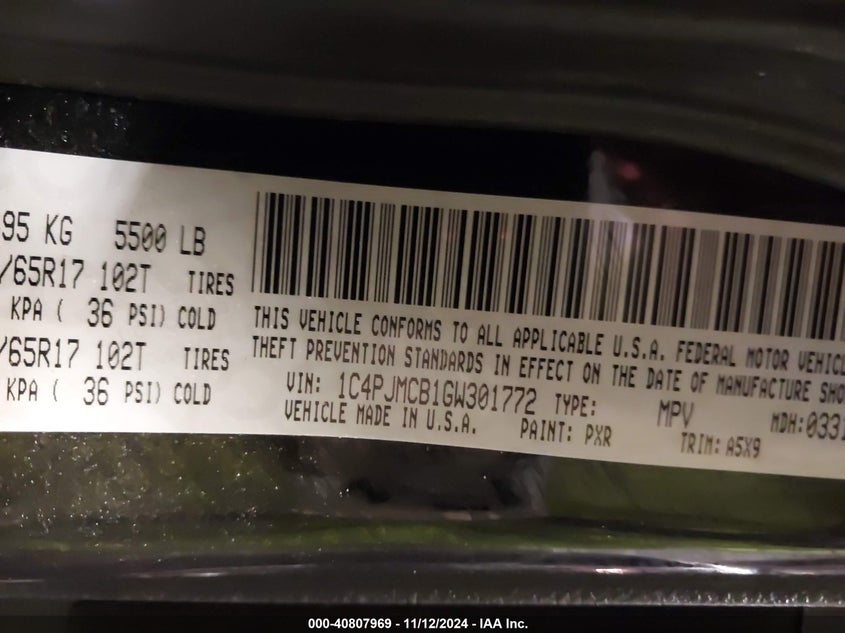 95 KG 5500 LB
/65R17 102T TIRES
KPA ( 36 PSI) COLD
/65R17 102T TIRES
KPA ( 36 PSI) COLD
THIS VEHICLE CONFORMS TO ALL APPLICABLE U.S.A. FEDERAL MOTOR VEHICL
THEFT PREVENTION STANDARDS IN EFFECT ON THE DATE OF MANUFACTURE SHO
VIN: 1C4PJMCB1GW301772 TYPE: MPV MDH:0331
VEHICLE MADE IN U.S.A. PAINT: PXR TRIM: A5X9
000-40807969 - 11/12/2024 - IAA Inc.